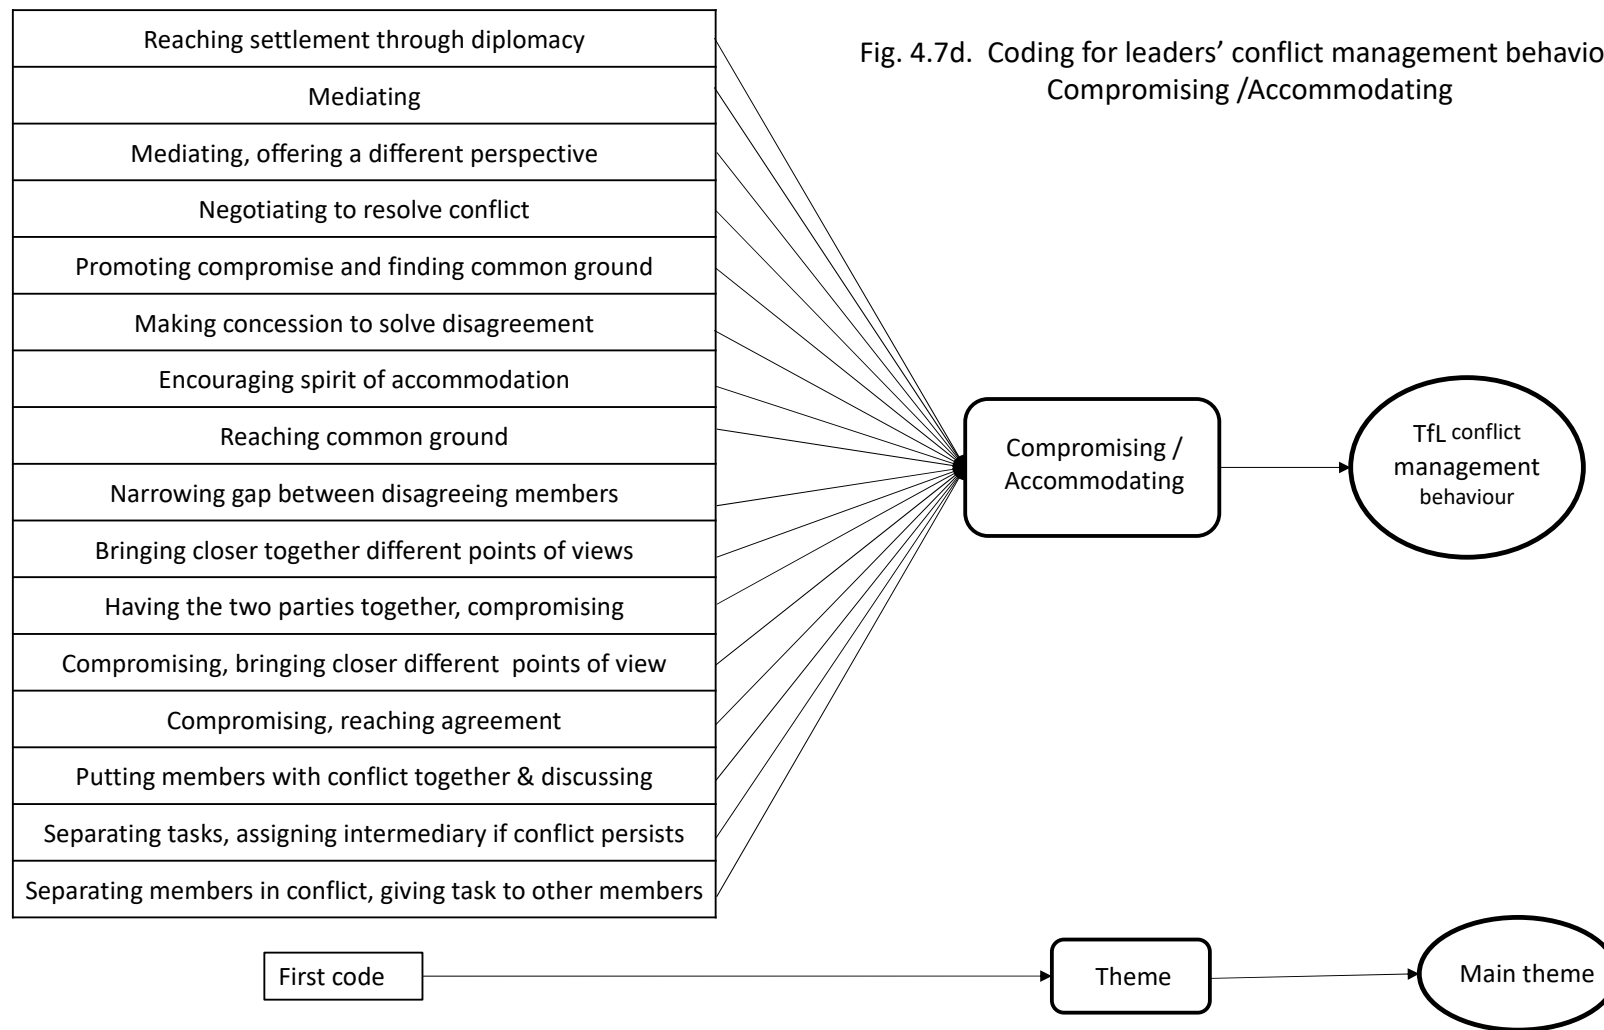 Reaching settlement through diplomacy
Mediating
Mediating, offering a different perspective
Negotiating to resolve conflict
Promoting compromise and finding common ground
Making concession to solve disagreement
Encouraging spirit of accommodation
Reaching common ground
Narrowing gap between disagreeing members
Bringing closer together different points of views
Having the two parties together, compromising
Compromising, bringing closer different points of view
Compromising, reaching agreement
Putting members with conflict together & discussing
Separating tasks, assigning intermediary if conflict persists
Separating members in conflict, giving task to other members
Fig. 4.7d. Coding for leaders’ conflict management behavio
Compromising /Accommodating
Compromising /
Accommodating
TfL conflict
management
behaviour
First code
Theme
Main theme